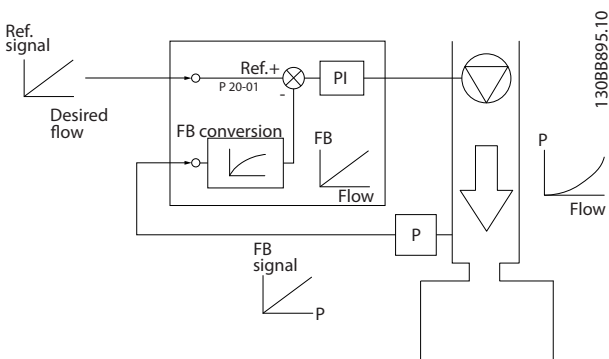 Ref.
signal
Desired
flow
Ref.+
P 20-01
-
PI
FB conversion
FB
Flow
P
Flow
P
FB
signal
P
130BB895.10